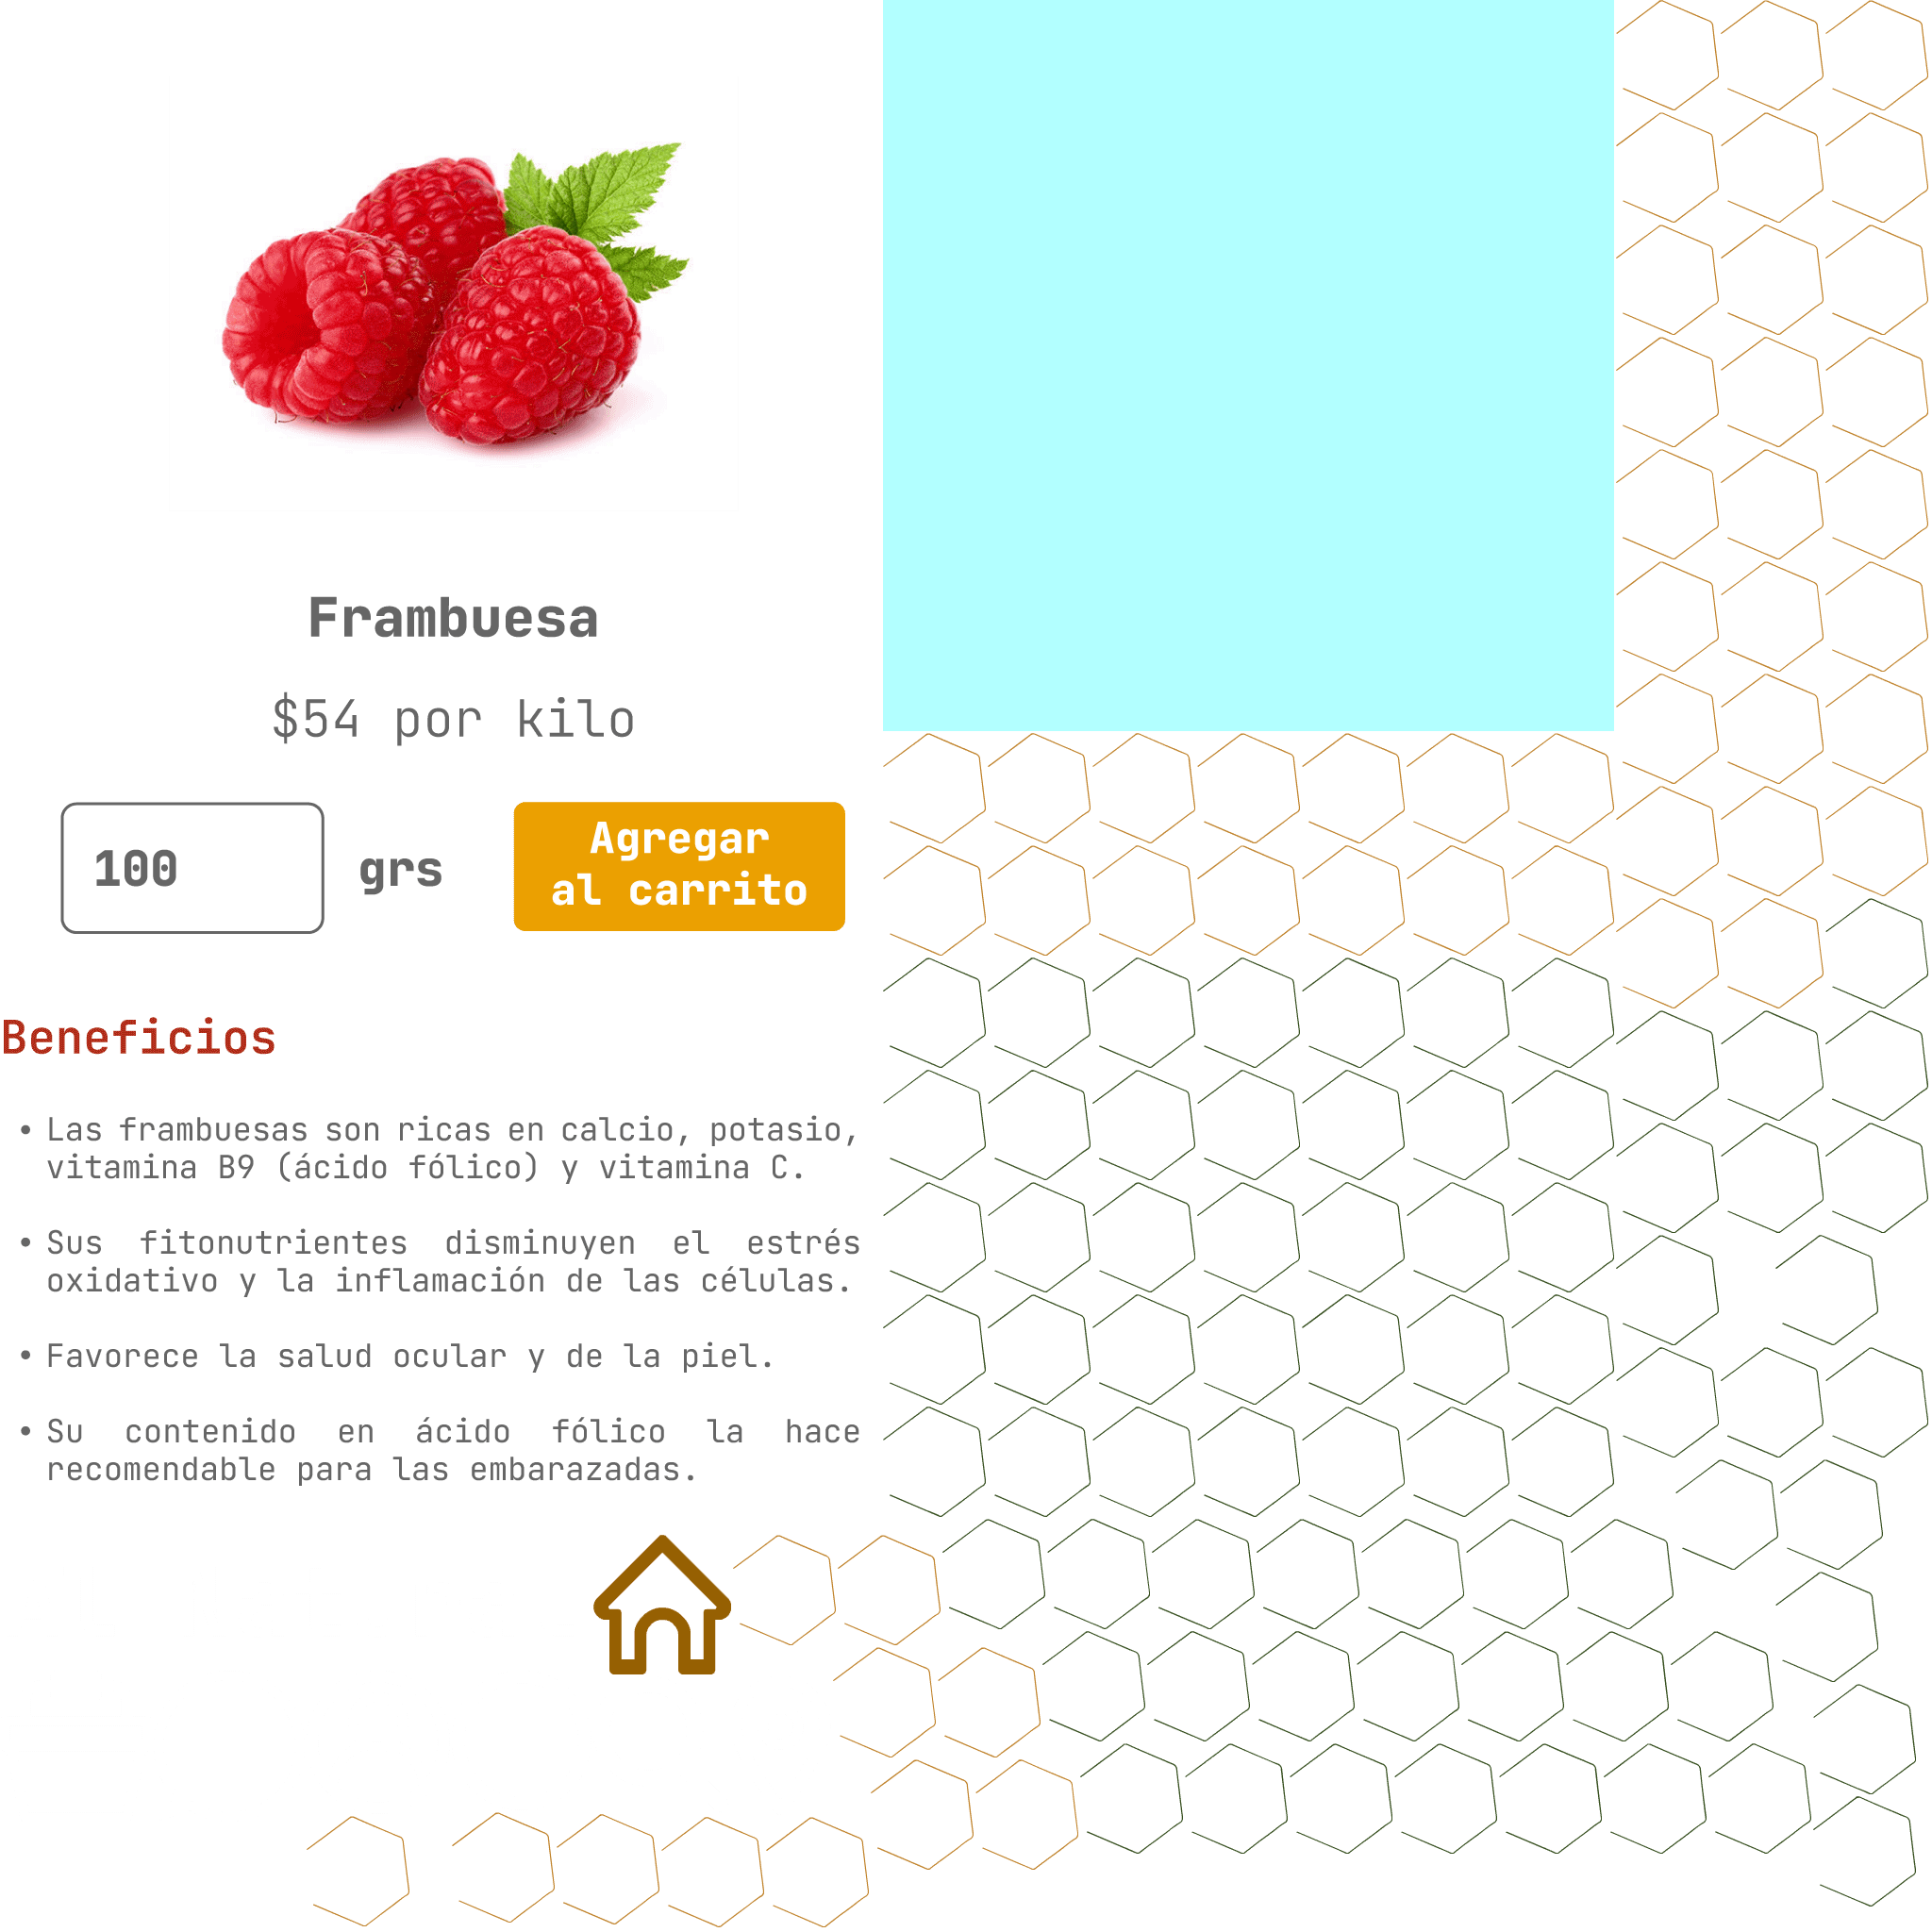 Frambuesa
$54 por kilo
100 grs
Agregar
al carrito
Beneficios
• Las frambuesas son ricas en calcio, potasio,
vitamina B9 (ácido fólico) y vitamina C.
• Sus fitonutrientes disminuyen el estrés
oxidativo y la inflamación de las células.
• Favorece la salud ocular y de la piel.
• Su contenido en ácido fólico la hace
recomendable para las embarazadas.